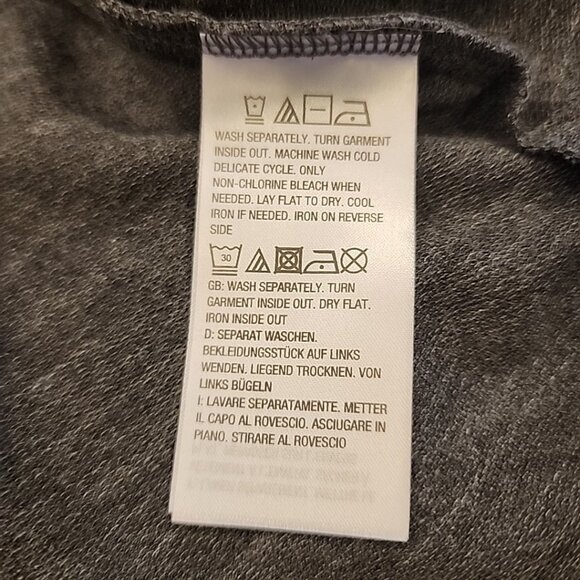 WASH SEPARATELY. TURN GARMENT
INSIDE OUT. MACHINE WASH COLD
DELICATE CYCLE. ONLY
NON-CHLORINE BLEACH WHEN
NEEDED. LAY FLAT TO DRY. COOL
IRON IF NEEDED. IRON ON REVERSE
SIDE
30
GB: WASH SEPARATELY. TURN
GARMENT INSIDE OUT. DRY FLAT.
IRON INSIDE OUT
D: SEPARAT WASCHEN.
BEKLEIDUNGSSTÜCK AUF LINKS
WENDEN. LIEGEND TROCKNEN. VON
LINKS BÜGELN
I: LAVARE SEPARATAMENTE. METTER
IL CAPO AL ROVESCIO. ASCIUGARE IN
PIANO. STIRARE AL ROVESCIO